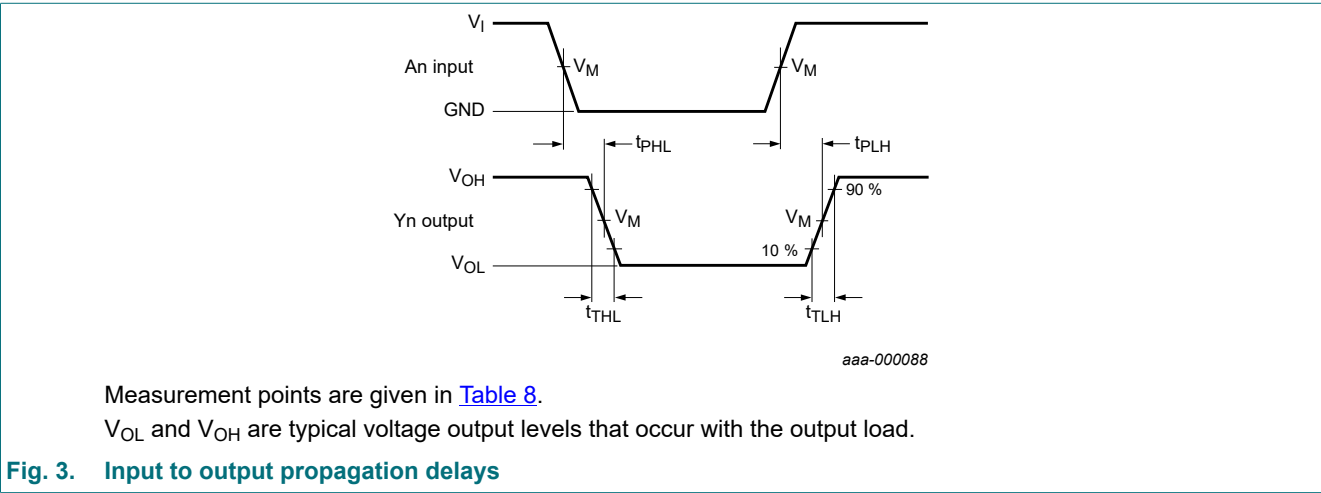 VI
An input
VM
VM
GND
tPHL
tPLH
VOH
90 %
Yn output
VM
VM
10 %
VOL
tTHL
tTLH
aaa-000088
Measurement points are given in Table 8.
VOL and VOH are typical voltage output levels that occur with the output load.
Fig. 3. Input to output propagation delays